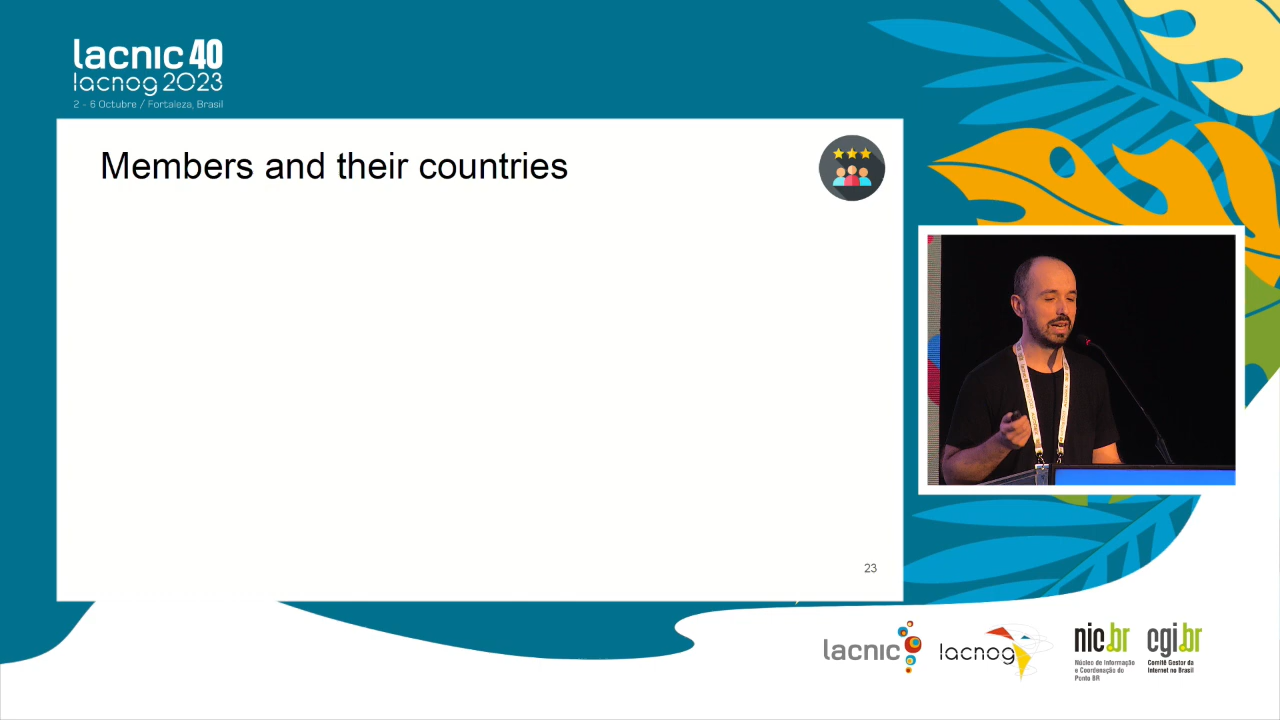 lacnic 40
lacnog 2023
2 - 6 Octubre / Fortaleza, Brasil
Members and their countries
23
lacnic
lacnog
nic.br
Núcleo de Informação
e Coordenação do
Ponto BR
cgi.br
Comitê Gestor da
Internet no Brasil